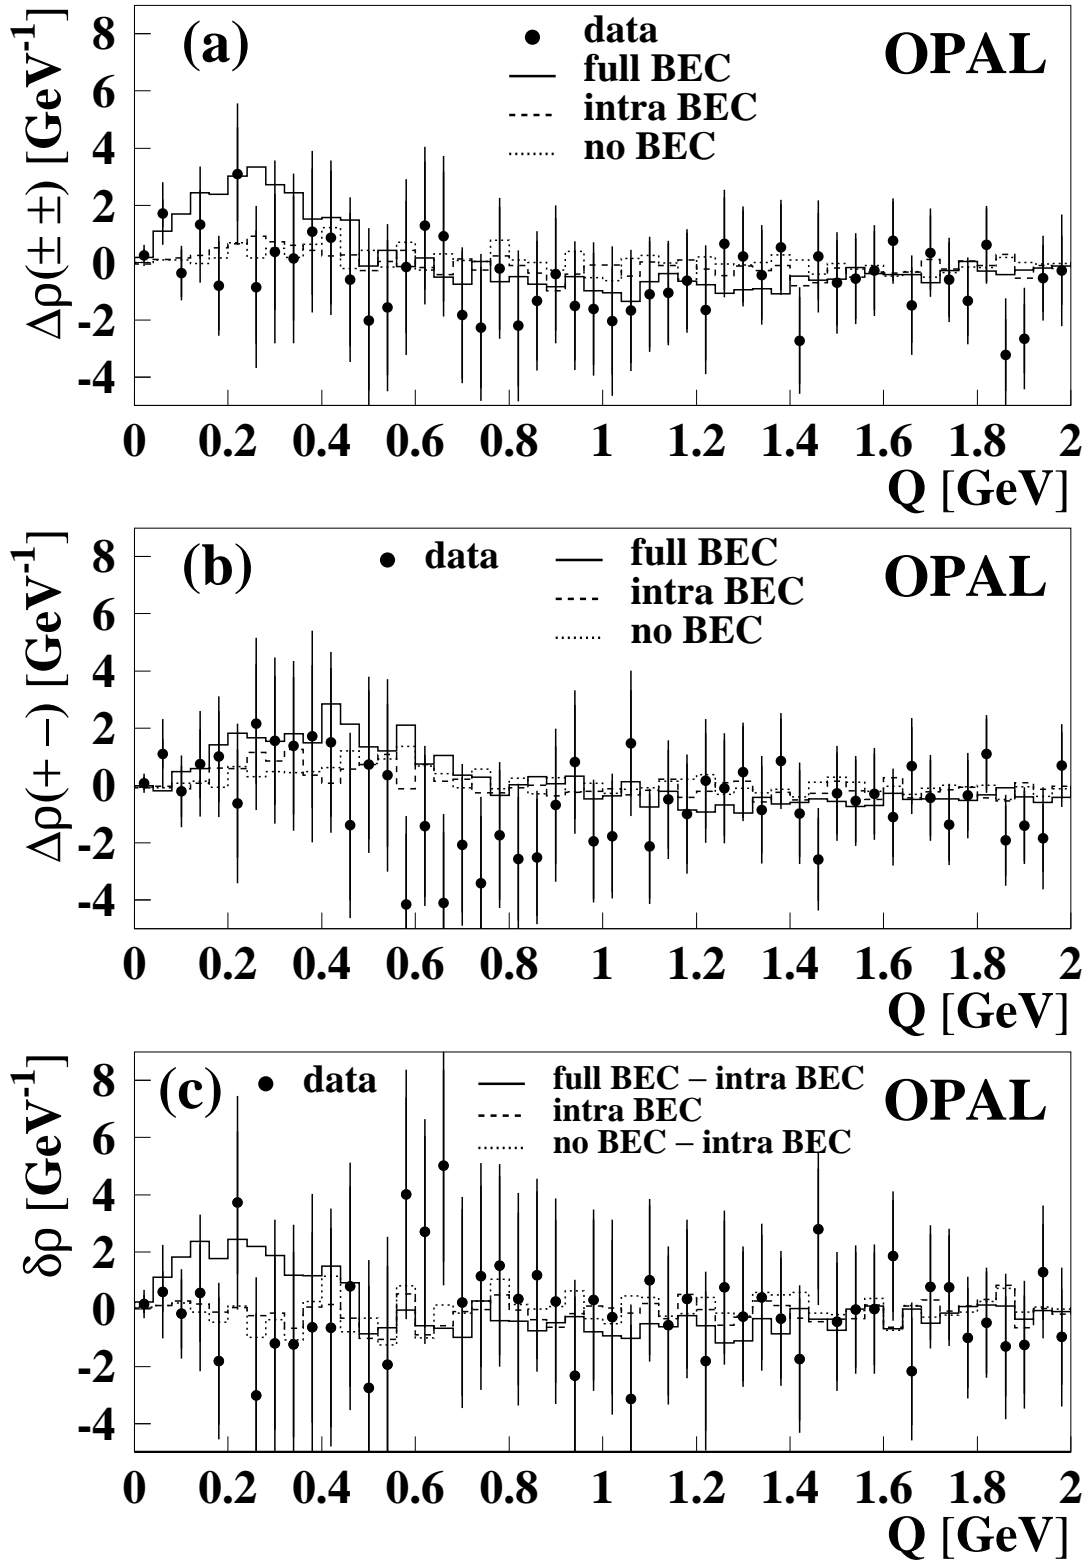 (a)
data
full BEC
intra BEC
no BEC
OPAL
Δρ(± ±) [GeV-1]
8
6
4
2
0
-2
-4
0 0.2 0.4 0.6 0.8 1 1.2 1.4 1.6 1.8 2
Q [GeV]
(b)
data
full BEC
intra BEC
no BEC
OPAL
Δρ(+ −) [GeV-1]
8
6
4
2
0
-2
-4
0 0.2 0.4 0.6 0.8 1 1.2 1.4 1.6 1.8 2
Q [GeV]
(c)
data
full BEC – intra BEC
intra BEC
no BEC – intra BEC
OPAL
δρ [GeV-1]
8
6
4
2
0
-2
-4
0 0.2 0.4 0.6 0.8 1 1.2 1.4 1.6 1.8 2
Q [GeV]